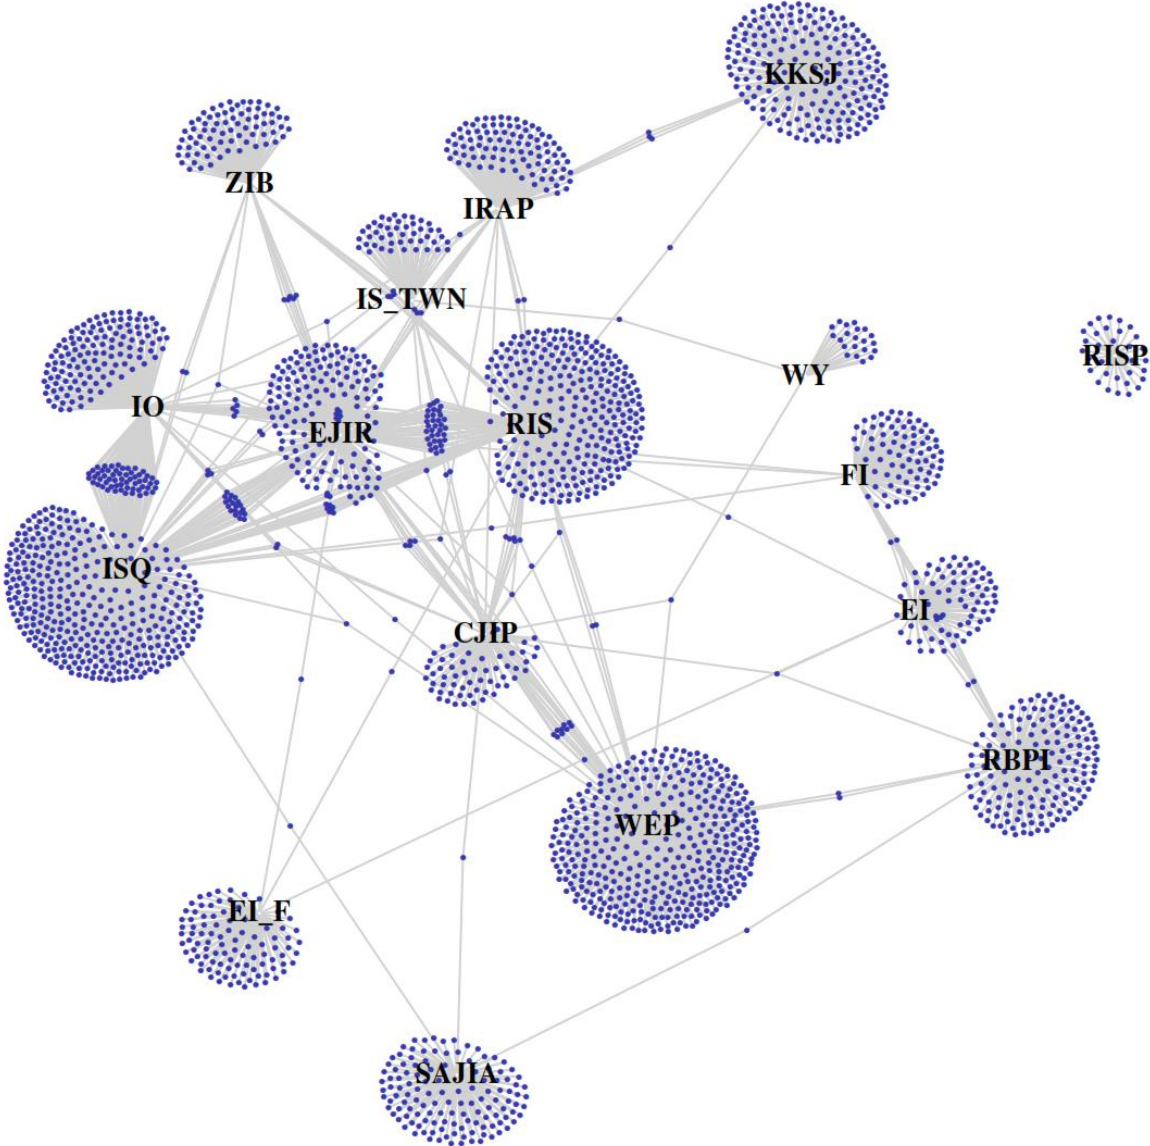 KKSJ
ZIB
IRAP
IS_TWN
RISP
WY
IO
RIS
EJIR
FI
ISQ
EI
CJIP
RBPI
WEP
EI_F
SAJIA